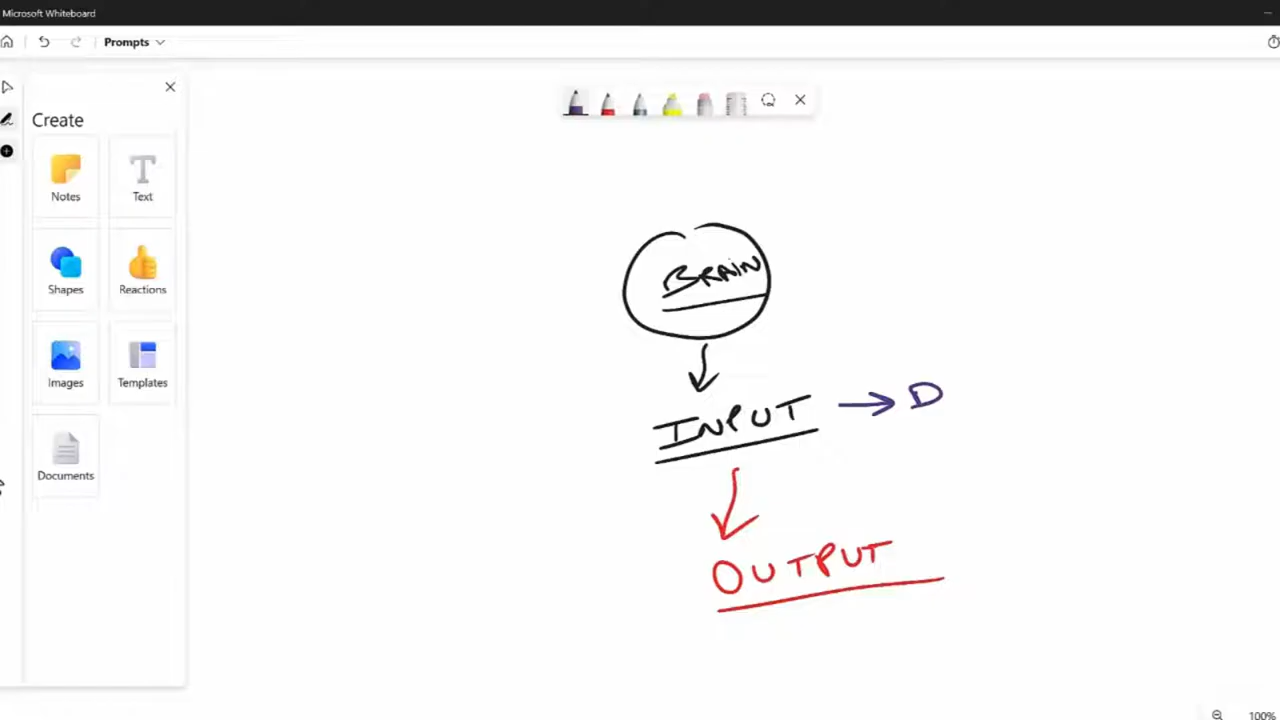 Microsoft Whiteboard
Prompts
Create
Notes
Text
Shapes
Reactions
Images
Templates
Documents
BRAIN
INPUT → D
OUTPUT
100%